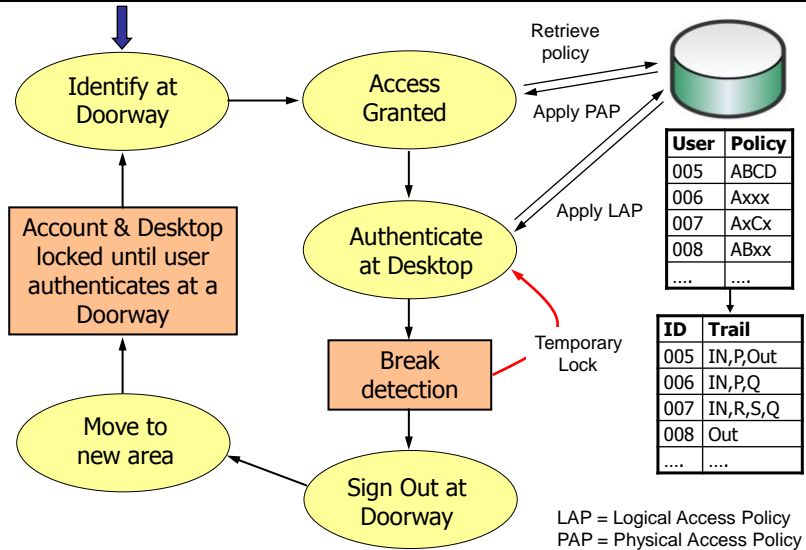 Identify at
Doorway
Access
Granted
Retrieve
policy
Apply PAP
Apply LAP
User Policy
005 ABCD
006 Axxx
007 AxCx
008 ABxx
.... ....
Account & Desktop
locked until user
authenticates at a
Doorway
Authenticate
at Desktop
Temporary
Lock
Break
detection
ID Trail
005 IN,P,Out
006 IN,P,Q
007 IN,R,S,Q
008 Out
.... ....
Move to
new area
Sign Out at
Doorway
LAP = Logical Access Policy
PAP = Physical Access Policy